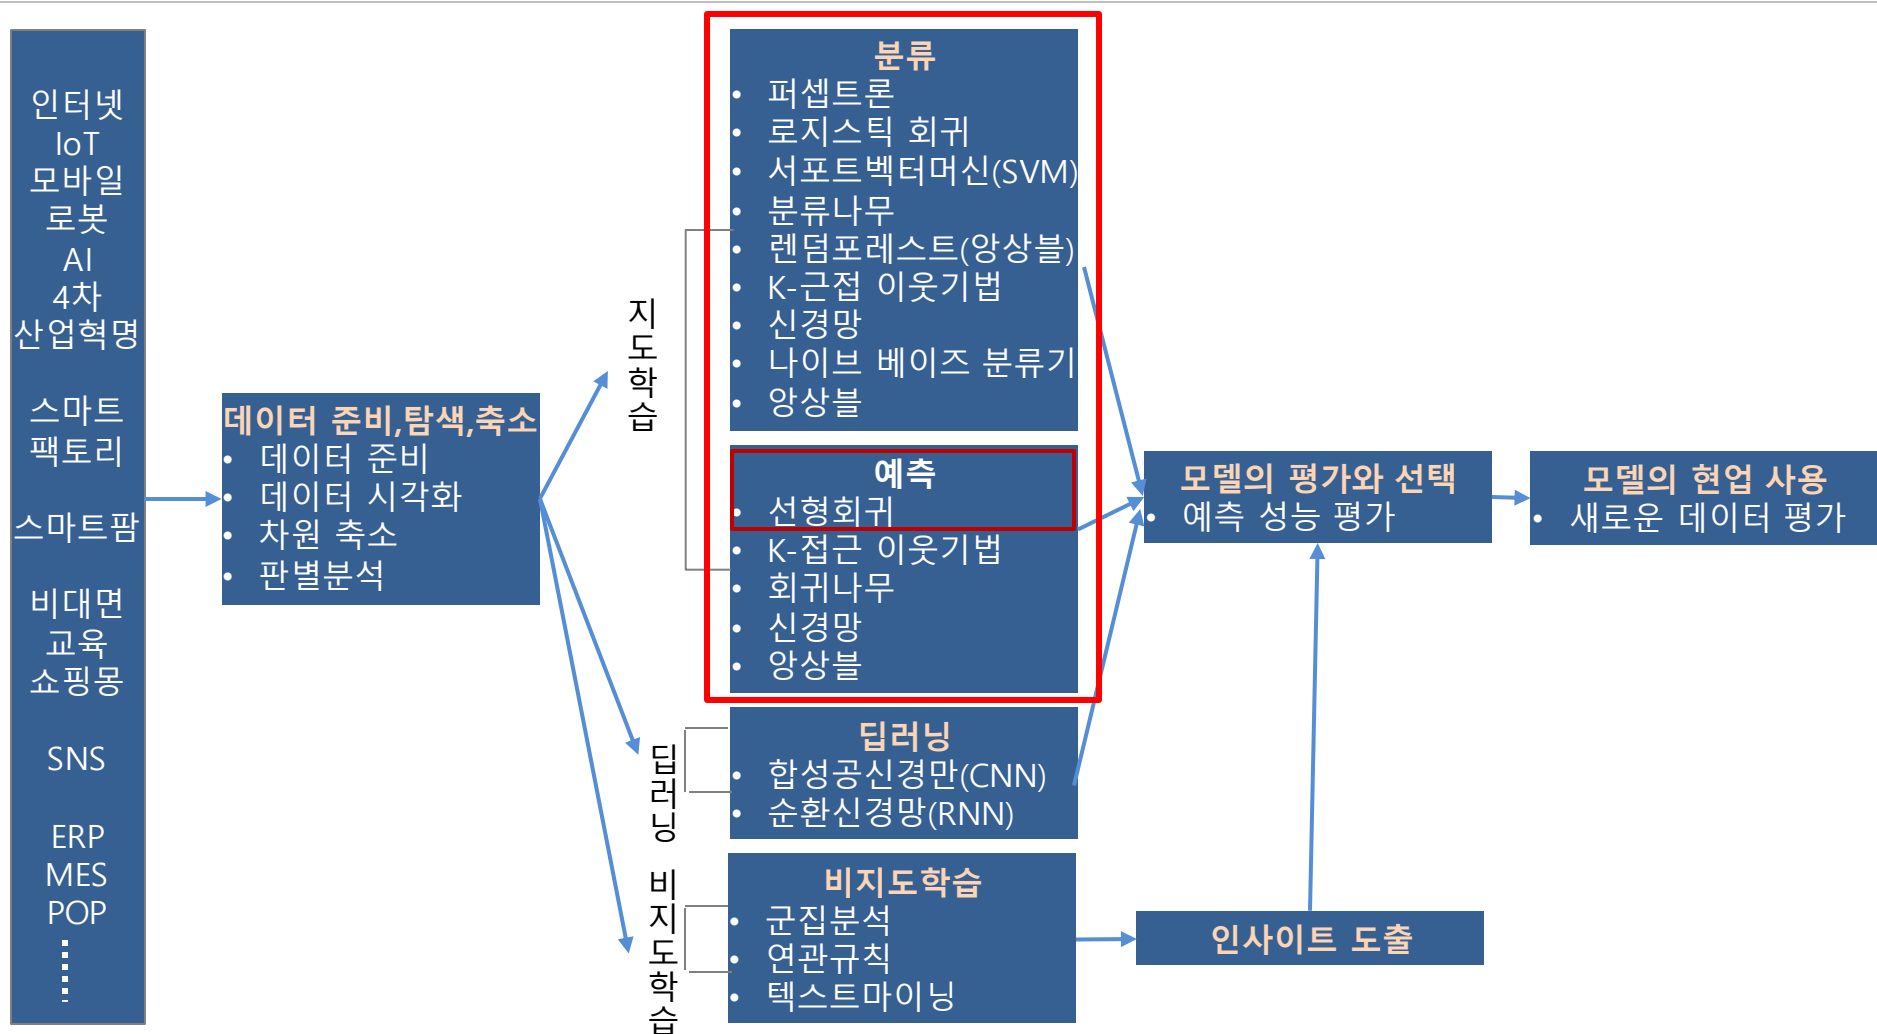 인터넷
IoT
모바일
로봇
AI
4차
산업혁명
스마트
팩토리
스마트팜
비대면
교육
쇼핑몽
SNS
ERP
MES
POP
데이터 준비,탐색,축소
• 데이터 준비
• 데이터 시각화
• 차원 축소
• 판별분석
지
도
학
습
분류
• 퍼셉트론
• 로지스틱 회귀
• 서포트벡터머신(SVM)
• 분류나무
• 렌덤포레스트(앙상블)
• K-근접 이웃기법
• 신경망
• 나이브 베이즈 분류기
• 앙상블
예측
• 선형회귀
• K-접근 이웃기법
• 회귀나무
• 신경망
• 앙상블
딥
러
닝
딥러닝
• 합성공신경만(CNN)
• 순환신경망(RNN)
비
지
도
학
습
비지도학습
• 군집분석
• 연관규칙
• 텍스트마이닝
모델의 평가와 선택
• 예측 성능 평가
모델의 현업 사용
• 새로운 데이터 평가
인사이트 도출